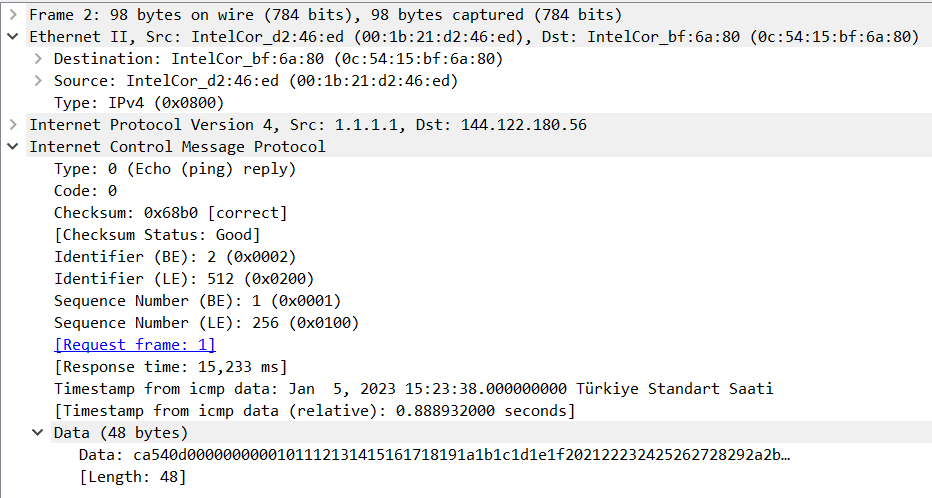 Frame 2: 98 bytes on wire (784 bits), 98 bytes captured (784 bits)
Ethernet II, Src: IntelCor_d2:46:ed (00:1b:21:d2:46:ed), Dst: IntelCor_bf:6a:80 (0c:54:15:bf:6a:80)
Destination: IntelCor_bf:6a:80 (0c:54:15:bf:6a:80)
Source: IntelCor_d2:46:ed (00:1b:21:d2:46:ed)
Type: IPv4 (0x0800)
Internet Protocol Version 4, Src: 1.1.1.1, Dst: 144.122.180.56
Internet Control Message Protocol
Type: 0 (Echo (ping) reply)
Code: 0
Checksum: 0x68b0 [correct]
[Checksum Status: Good]
Identifier (BE): 2 (0x0002)
Identifier (LE): 512 (0x0200)
Sequence Number (BE): 1 (0x0001)
Sequence Number (LE): 256 (0x0100)
[Request frame: 1]
[Response time: 15,233 ms]
Timestamp from icmp data: Jan  5, 2023 15:23:38.000000000 Türkiye Standart Saati
[Timestamp from icmp data (relative): 0.888932000 seconds]
Data (48 bytes)
Data: ca540d0000000000101112131415161718191a1b1c1d1e1f202122232425262728292a2b…
[Length: 48]